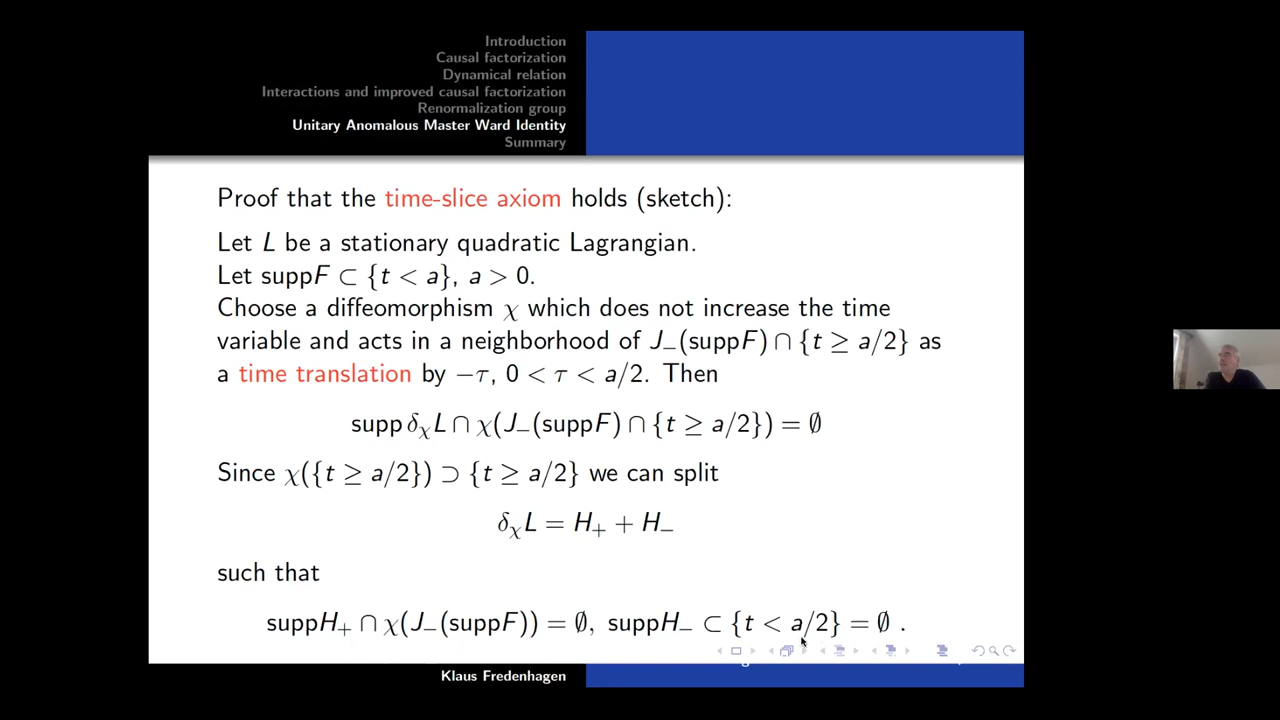 Introduction
Causal factorization
Dynamical relation
Interactions and improved causal factorization
Renormalization group
Unitary Anomalous Master Ward Identity
Summary
Proof that the time-slice axiom holds (sketch):
Let L be a stationary quadratic Lagrangian.
Let suppF ⊂ {t < a}, a > 0.
Choose a diffeomorphism χ which does not increase the time
variable and acts in a neighborhood of J₋(suppF) ∩ {t ≥ a/2} as
a time translation by −τ, 0 < τ < a/2. Then
supp δ_χL ∩ χ(J₋(suppF) ∩ {t ≥ a/2}) = ∅
Since χ({t ≥ a/2}) ⊃ {t ≥ a/2} we can split
δ_χL = H₊ + H₋
such that
suppH₊ ∩ χ(J₋(suppF)) = ∅, suppH₋ ⊂ {t < a/2} = ∅ .
Klaus Fredenhagen